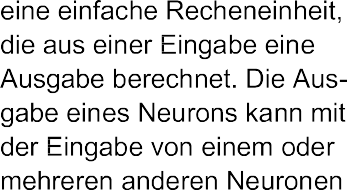 eine einfache Recheneinheit,
die aus einer Eingabe eine
Ausgabe berechnet. Die Aus-
gabe eines Neurons kann mit
der Eingabe von einem oder
mehreren anderen Neuronen